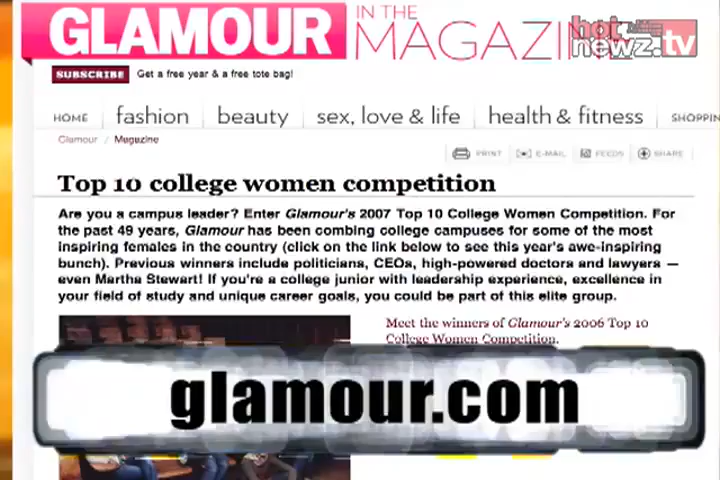 GLAMOUR IN THE
MAGAZIN
hot
newz.tv
SUBSCRIBE Get a free year & a free tote bag!
HOME fashion beauty sex, love & life health & fitness SHOPPIN
Glamour / Magazine
PRINT E-MAIL FEEDS SHARE
Top 10 college women competition
Are you a campus leader? Enter Glamour's 2007 Top 10 College Women Competition. For
the past 49 years, Glamour has been combing college campuses for some of the most
inspiring females in the country (click on the link below to see this year's awe-inspiring
bunch). Previous winners include politicians, CEOs, high-powered doctors and lawyers —
even Martha Stewart! If you're a college junior with leadership experience, excellence in
your field of study and unique career goals, you could be part of this elite group.
Meet the winners of Glamour's 2006 Top 10
College Women Competition.
glamour.com